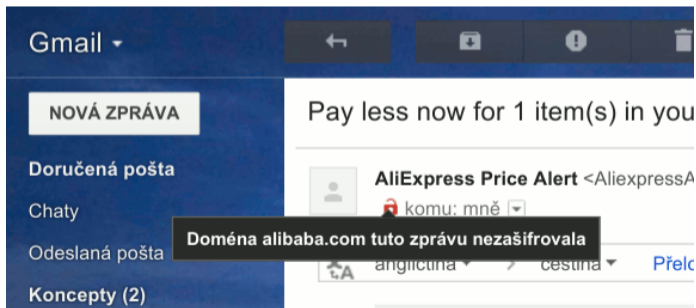 Gmail
NOVÁ ZPRÁVA
Pay less now for 1 item(s) in you
Doručená pošta
AliExpress Price Alert <AliexpressA
Chaty
komu: mně
Doména alibaba.com tuto zprávu nezašifrovala
Odeslaná pošta
angličtina > čeština
Koncepty (2)